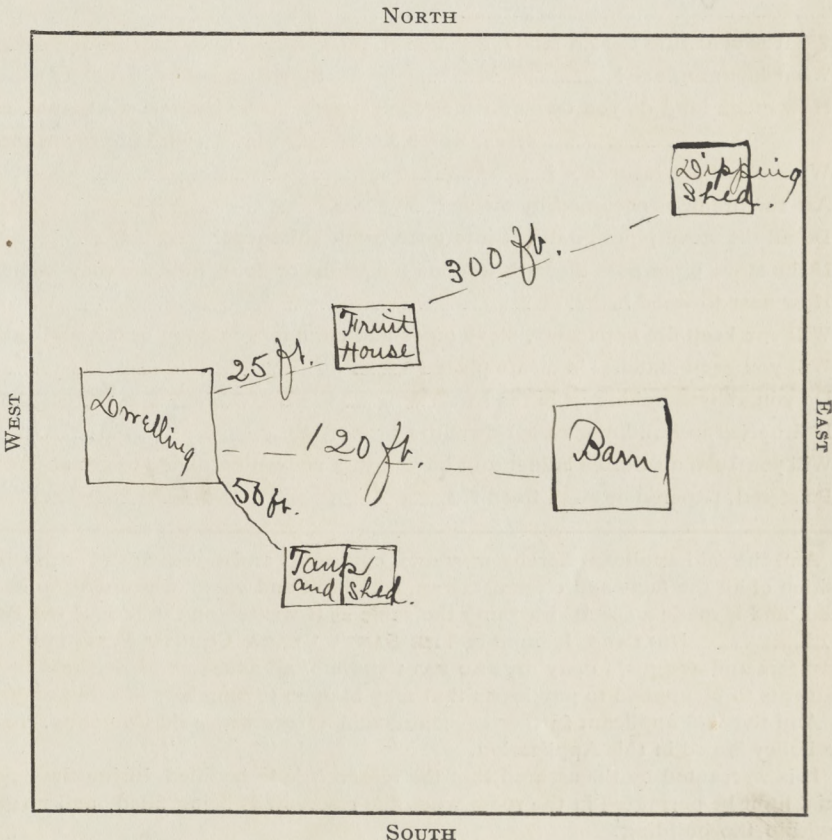 NORTH
Dipping
Shed.
300 ft.
Fruit
House
25 ft.
WEST
EAST
Dwelling
120 ft.
Barn
50 ft.
Tank
and Shed.
SOUTH